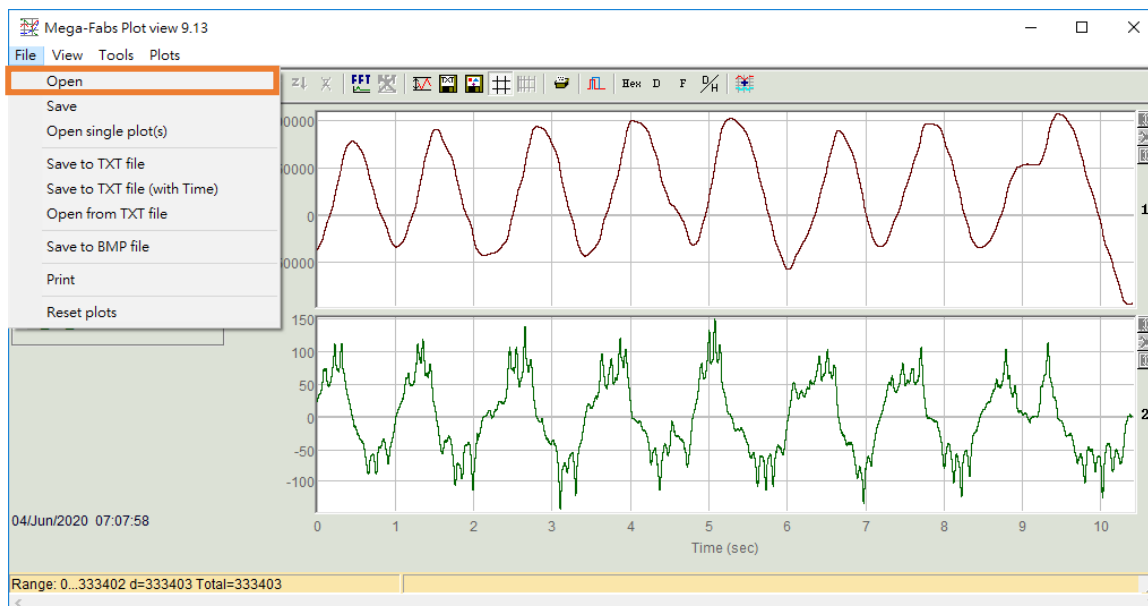 Mega-Fabs Plot view 9.13
File View Tools Plots
Open
Save
Open single plot(s)
Save to TXT file
Save to TXT file (with Time)
Open from TXT file
Save to BMP file
Print
Reset plots
FFT TXT Hex D F D/H
0000
0000
0
0000
1
150
100
50
0
-50
-100
2
04/Jun/2020 07:07:58
0 1 2 3 4 5 6 7 8 9 10
Time (sec)
Range: 0...333402 d=333403 Total=333403